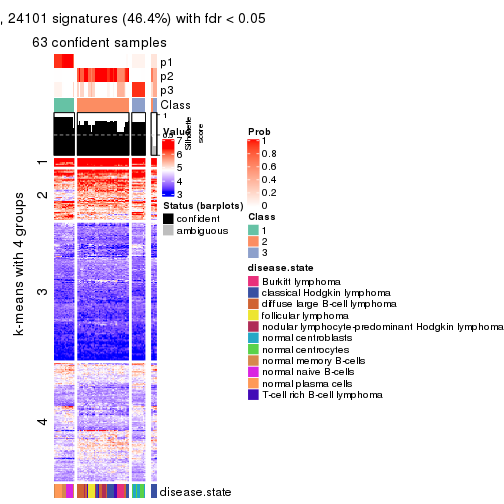 , 24101 signatures (46.4%) with fdr < 0.05
63 confident samples
p1
p2
p3
Class
1
0.5
Silhouette
score
k-means with 4 groups
1
2
3
4
disease.state
Value
7
6
5
4
3
Status (barplots)
confident
ambiguous
Prob
1
0.8
0.6
0.4
0.2
0
Class
1
2
3
disease.state
Burkitt lymphoma
classical Hodgkin lymphoma
diffuse large B-cell lymphoma
follicular lymphoma
nodular lymphocyte-predominant Hodgkin lymphoma
normal centroblasts
normal centrocytes
normal memory B-cells
normal naive B-cells
normal plasma cells
T-cell rich B-cell lymphoma